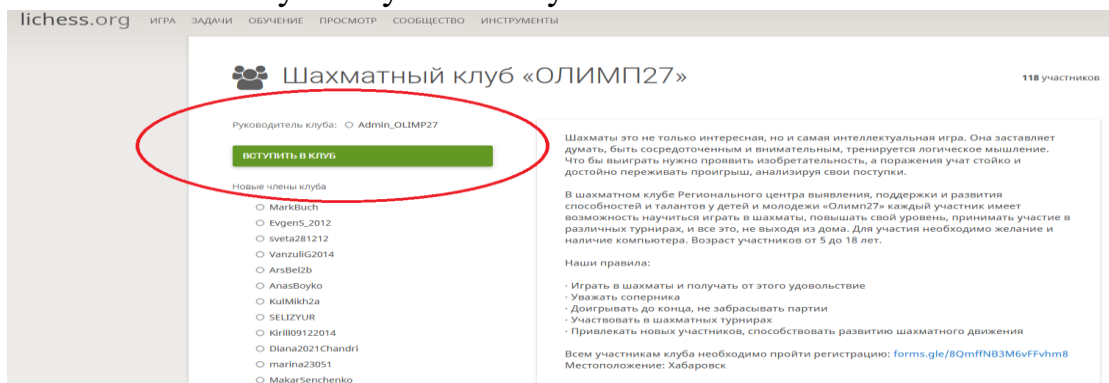 lichess.org ИГРА ЗАДАЧИ ОБУЧЕНИЕ ПРОСМОТР СООБЩЕСТВО ИНСТРУМЕНТЫ
Шахматный клуб «ОЛИМП27»
118 участников
Руководитель клуба: Admin_OLIMP27
ВСТУПИТЬ В КЛУБ
Новые члены клуба
MarkBuch
EvgenS_2012
sveta281212
VanzuliG2014
ArsBel2b
AnasBoyko
KulMikh2a
SELIZYUR
Kirill09122014
Diana2021Chandri
marina23051
MakarSenchenko
Шахматы это не только интересная, но и самая интеллектуальная игра. Она заставляет
думать, быть сосредоточенным и внимательным, тренируется логическое мышление.
Что бы выиграть нужно проявить изобретательность, а поражения учат стойко и
достойно переживать проигрыш, анализируя свои поступки.
В шахматном клубе Регионального центра выявления, поддержки и развития
способностей и талантов у детей и молодежи «Олимп27» каждый участник имеет
возможность научиться играть в шахматы, повышать свой уровень, принимать участие в
различных турнирах, и все это, не выходя из дома. Для участия необходимо желание и
наличие компьютера. Возраст участников от 5 до 18 лет.
Наши правила:
· Играть в шахматы и получать от этого удовольствие
· Уважать соперника
· Доигрывать до конца, не забрасывать партии
· Участвовать в шахматных турнирах
· Привлекать новых участников, способствовать развитию шахматного движения
Всем участникам клуба необходимо пройти регистрацию: forms.gle/8QmffNB3M6vFFvhm8
Местоположение: Хабаровск